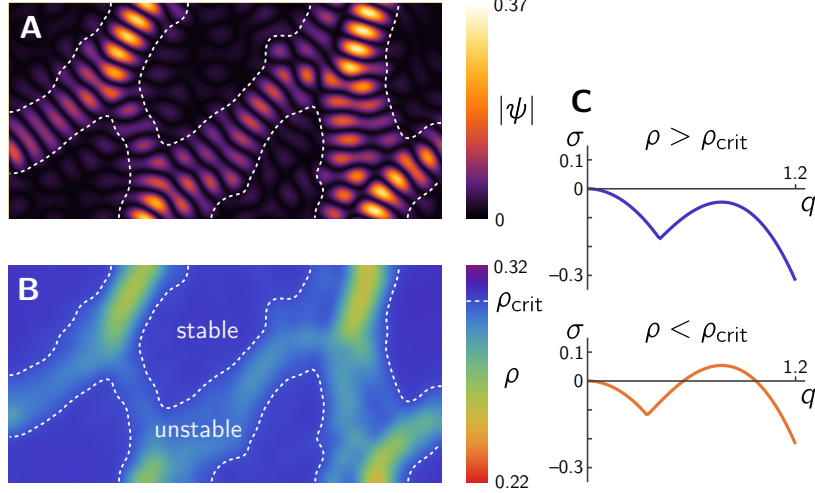 A
0.37
|ψ|
0
B
stable
unstable
0.32
ρcrit
ρ
0.22
C
σ
ρ > ρcrit
0.1
1.2
0
q
−0.3
σ
ρ < ρcrit
0.1
1.2
0
q
−0.3